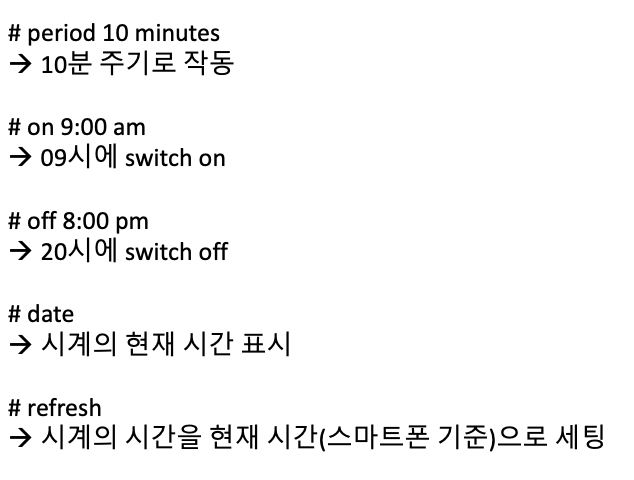 # period 10 minutes
→ 10분 주기로 작동
# on 9:00 am
→ 09시에 switch on
# off 8:00 pm
→ 20시에 switch off
# date
→ 시계의 현재 시간 표시
# refresh
→ 시계의 시간을 현재 시간(스마트폰 기준)으로 세팅